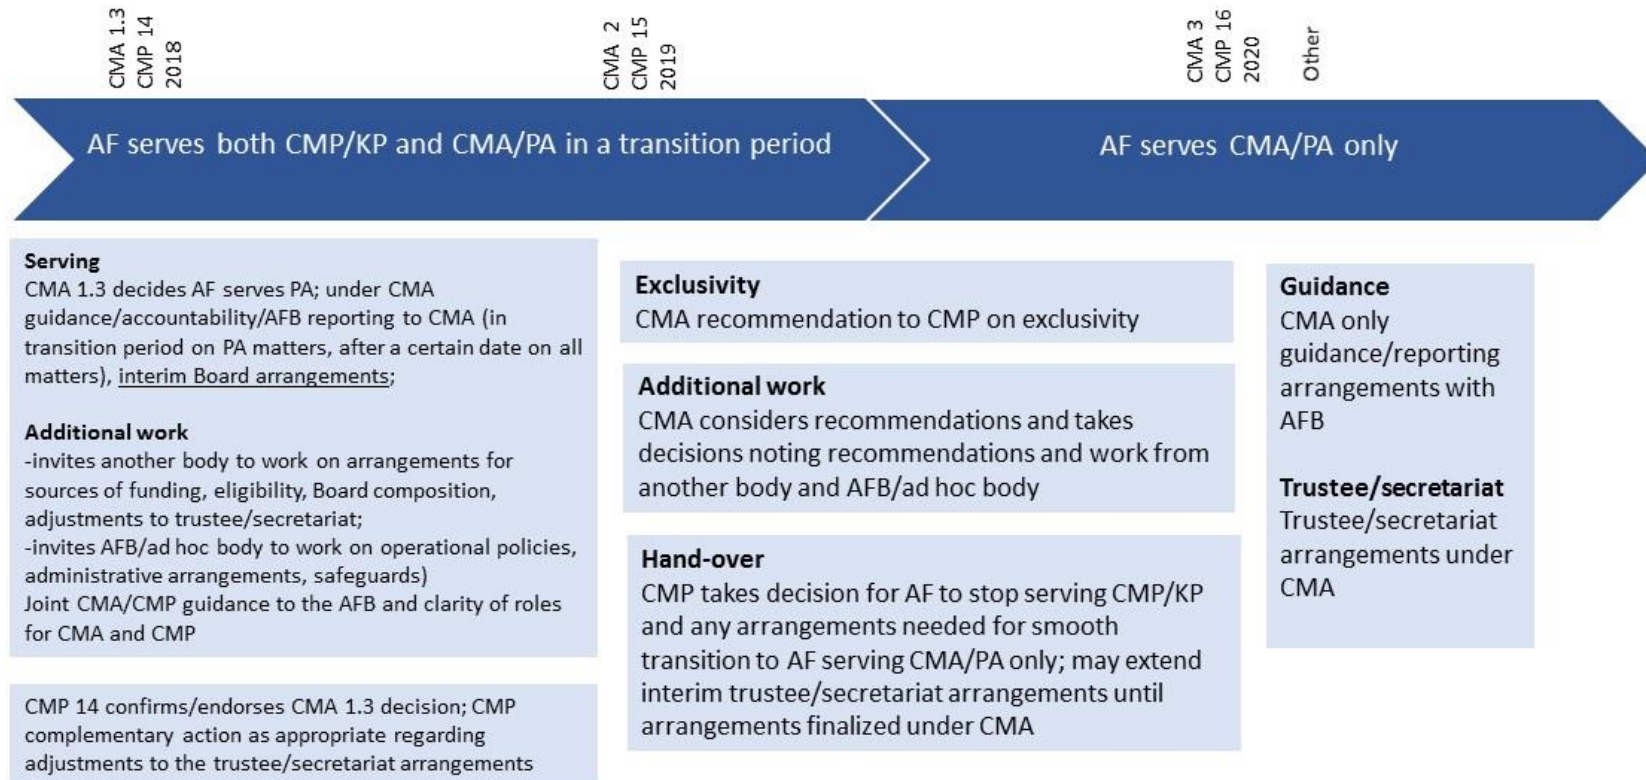 CMA 1.3
CMP 14
2018
CMA 2
CMP 15
2019
CMA 3
CMP 16
2020
Other
AF serves both CMP/KP and CMA/PA in a transition period
AF serves CMA/PA only
Serving
CMA 1.3 decides AF serves PA; under CMA
guidance/accountability/AFB reporting to CMA (in
transition period on PA matters, after a certain date on all
matters), interim Board arrangements;
Additional work
-invites another body to work on arrangements for
sources of funding, eligibility, Board composition,
adjustments to trustee/secretariat;
-invites AFB/ad hoc body to work on operational policies,
administrative arrangements, safeguards)
Joint CMA/CMP guidance to the AFB and clarity of roles
for CMA and CMP
CMP 14 confirms/endorses CMA 1.3 decision; CMP
complementary action as appropriate regarding
adjustments to the trustee/secretariat arrangements
Exclusivity
CMA recommendation to CMP on exclusivity
Additional work
CMA considers recommendations and takes
decisions noting recommendations and work from
another body and AFB/ad hoc body
Hand-over
CMP takes decision for AF to stop serving CMP/KP
and any arrangements needed for smooth
transition to AF serving CMA/PA only; may extend
interim trustee/secretariat arrangements until
arrangements finalized under CMA
Guidance
CMA only
guidance/reporting
arrangements with
AFB
Trustee/secretariat
Trustee/secretariat
arrangements under
CMA